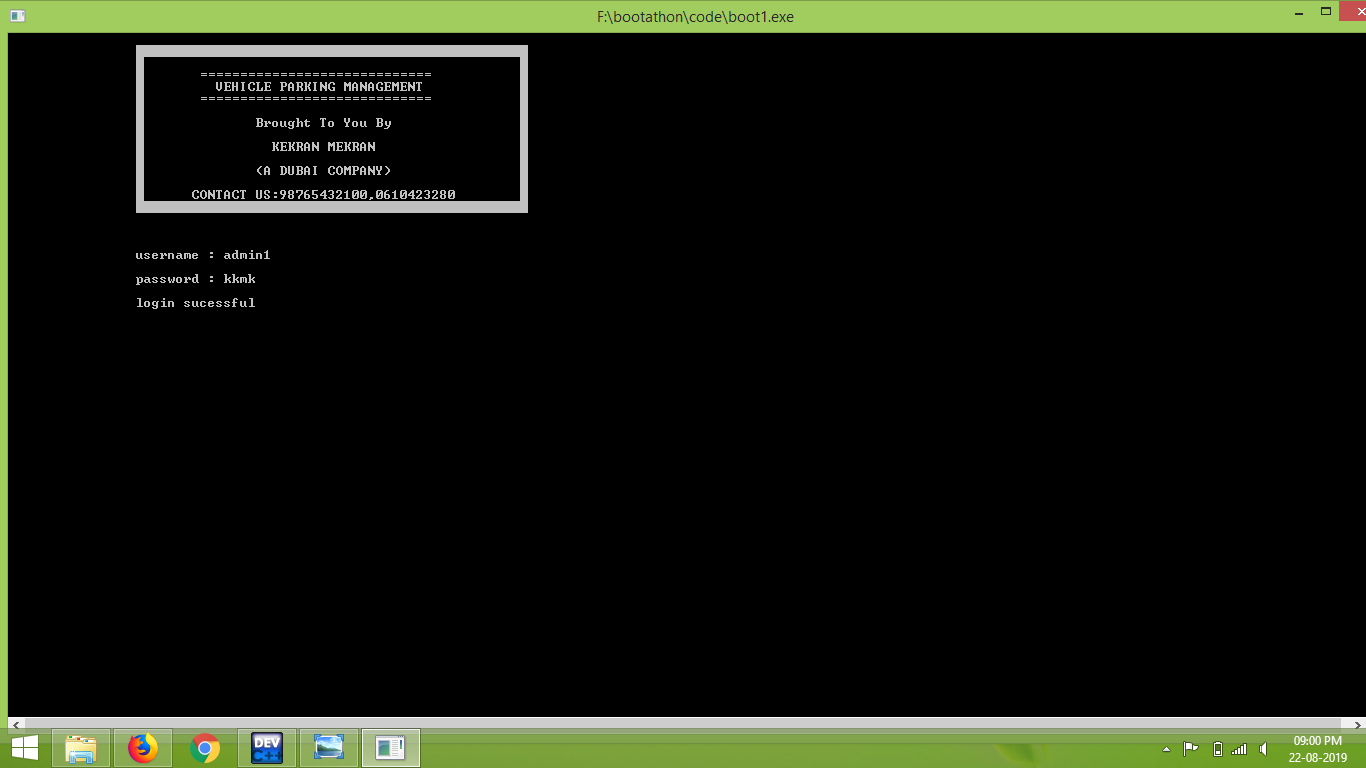 F:\bootathon\code\boot1.exe
=============================
VEHICLE PARKING MANAGEMENT
=============================
Brought To You By
KEKRAN MEKRAN
(A DUBAI COMPANY)
CONTACT US:98765432100,0610423280
username : admin1
password : kkmk
login sucessful
DEV
C++
09:00 PM
22-08-2019